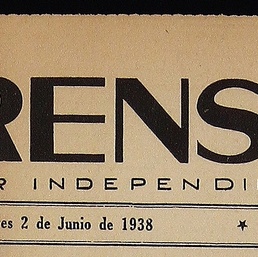 RENS
R INDEPENDI
es 2 de Junio de 1938 ★